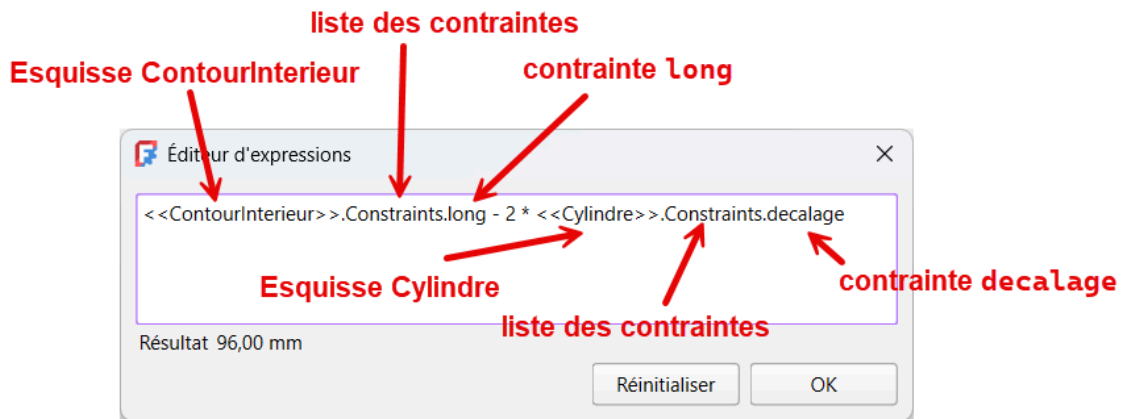 liste des contraintes
Esquisse ContourInterieur
contrainte long
Éditeur d'expressions
<<ContourInterieur>>.Constraints.long - 2 * <<Cylindre>>.Constraints.decalage
Esquisse Cylindre
contrainte decalage
liste des contraintes
Résultat 96,00 mm
Réinitialiser
OK